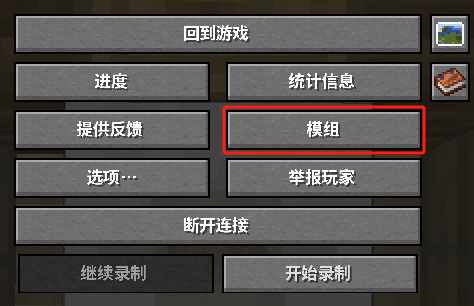 回到游戏
进度 统计信息
提供反馈 模组
选项… 举报玩家
断开连接
继续录制 开始录制